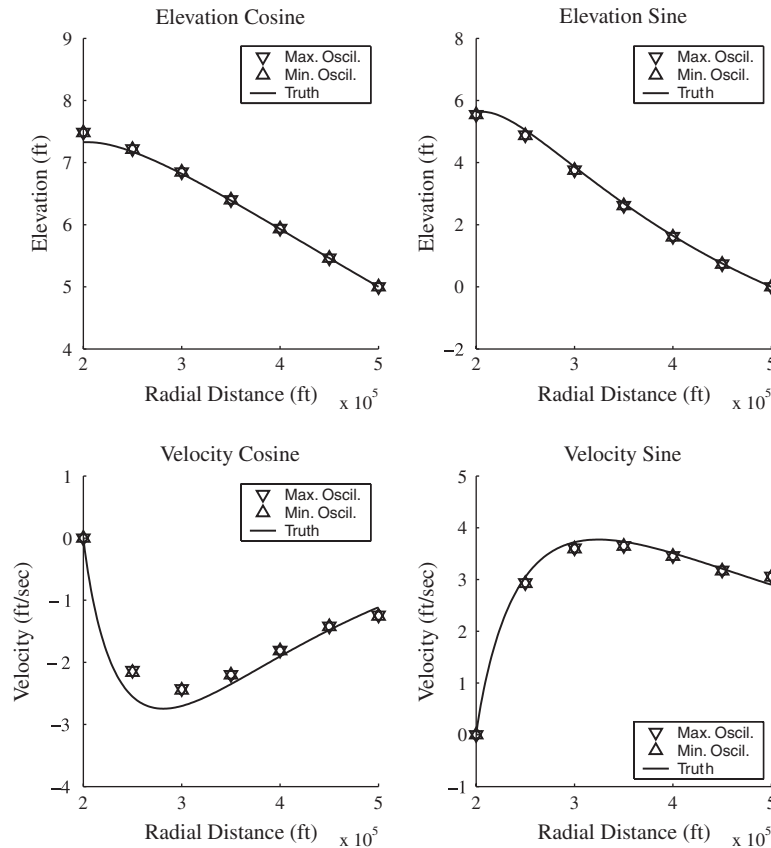 Elevation Cosine
9
8
7
6
5
4
Elevation (ft)
Max. Oscil.
Min. Oscil.
Truth
2 3 4 5
Radial Distance (ft) x 10^5
Elevation Sine
8
6
4
2
0
−2
Elevation (ft)
Max. Oscil.
Min. Oscil.
Truth
2 3 4 5
Radial Distance (ft) x 10^5
Velocity Cosine
1
0
−1
−2
−3
−4
Velocity (ft/sec)
Max. Oscil.
Min. Oscil.
Truth
2 3 4 5
Radial Distance (ft) x 10^5
Velocity Sine
5
4
3
2
1
0
−1
Velocity (ft/sec)
Max. Oscil.
Min. Oscil.
Truth
2 3 4 5
Radial Distance (ft) x 10^5